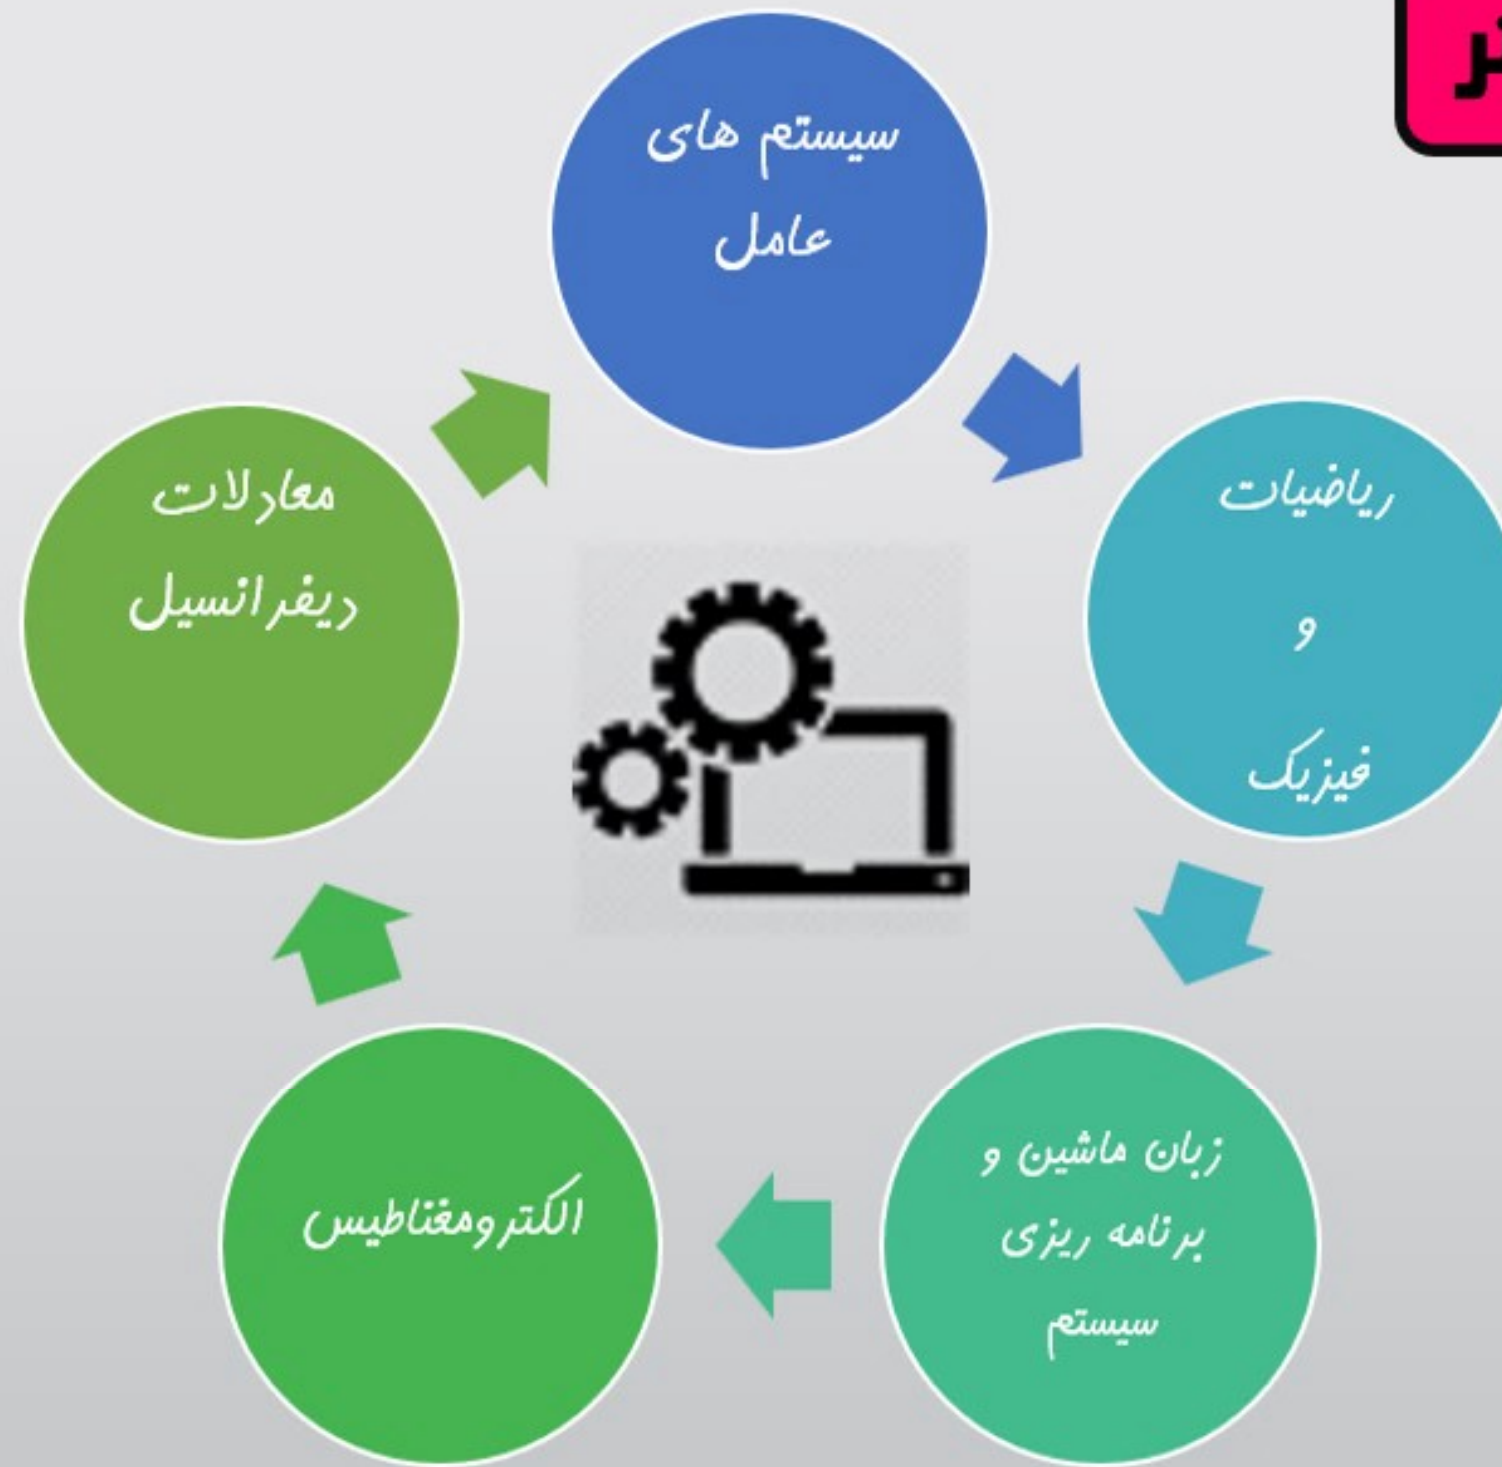 سیستم های
عامل
ریاضیات
و
فیزیک
زبان ماشین و
برنامه ریزی
سیستم
الکترومغناطیس
معادلات
دیفرانسیل